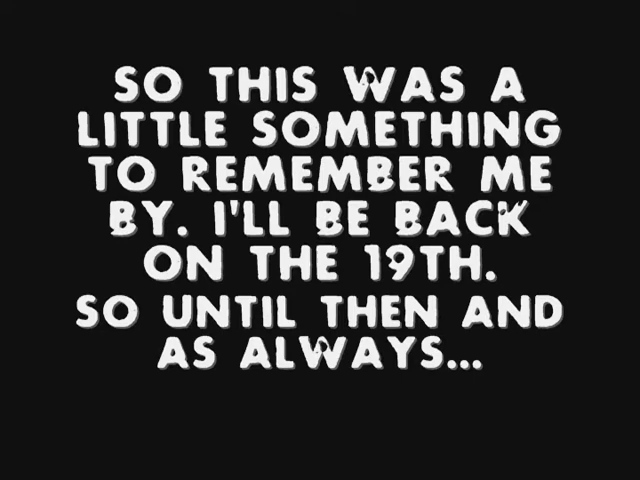 SO THIS WAS A
LITTLE SOMETHING
TO REMEMBER ME
BY. I'LL BE BACK
ON THE 19TH.
SO UNTIL THEN AND
AS ALWAYS...